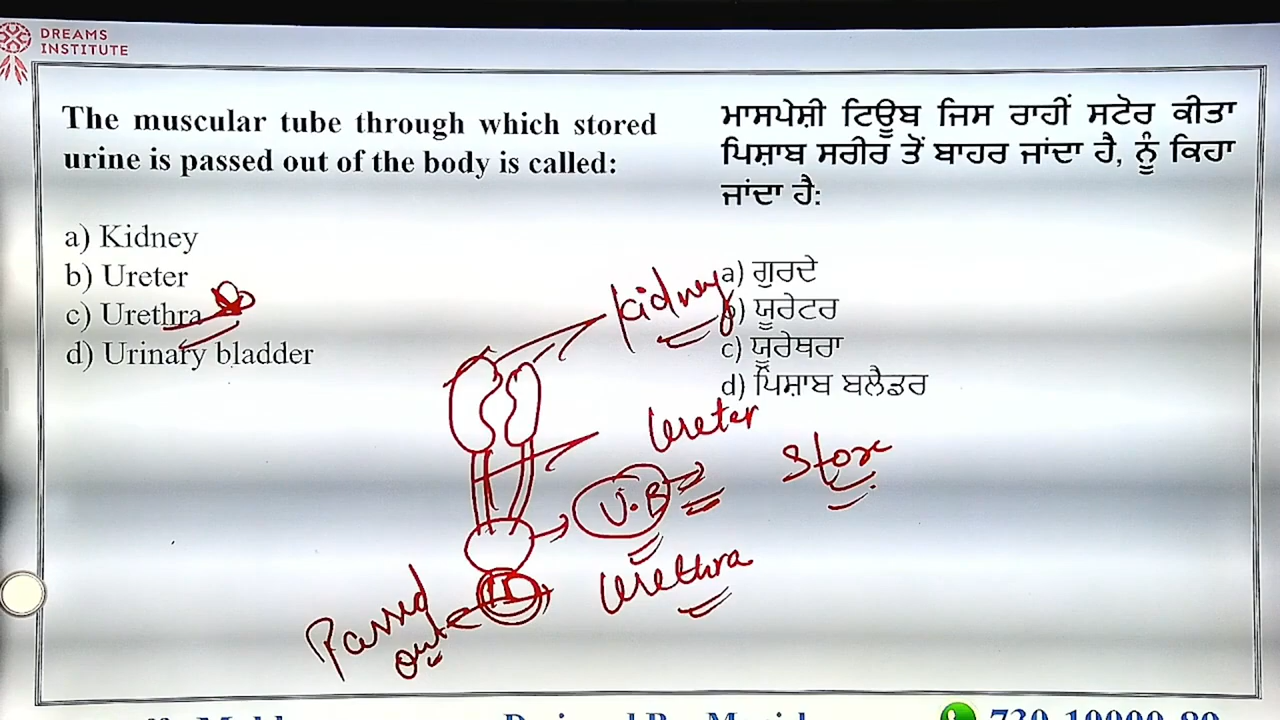 DREAMS
INSTITUTE
The muscular tube through which stored
urine is passed out of the body is called:
a) Kidney
b) Ureter
c) Urethra
d) Urinary bladder
ਮਾਸਪੇਸ਼ੀ ਟਿਊਬ ਜਿਸ ਰਾਹੀਂ ਸਟੋਰ ਕੀਤਾ
ਪਿਸ਼ਾਬ ਸਰੀਰ ਤੋਂ ਬਾਹਰ ਜਾਂਦਾ ਹੈ, ਨੂੰ ਕਿਹਾ
ਜਾਂਦਾ ਹੈ:
a) ਗੁਰਦੇ
b) ਯੂਰੇਟਰ
c) ਯੂਰੇਥਰਾ
d) ਪਿਸ਼ਾਬ ਬਲੈਡਰ
Kidney
Ureter
Store
U.B
Urethra
Passed
out